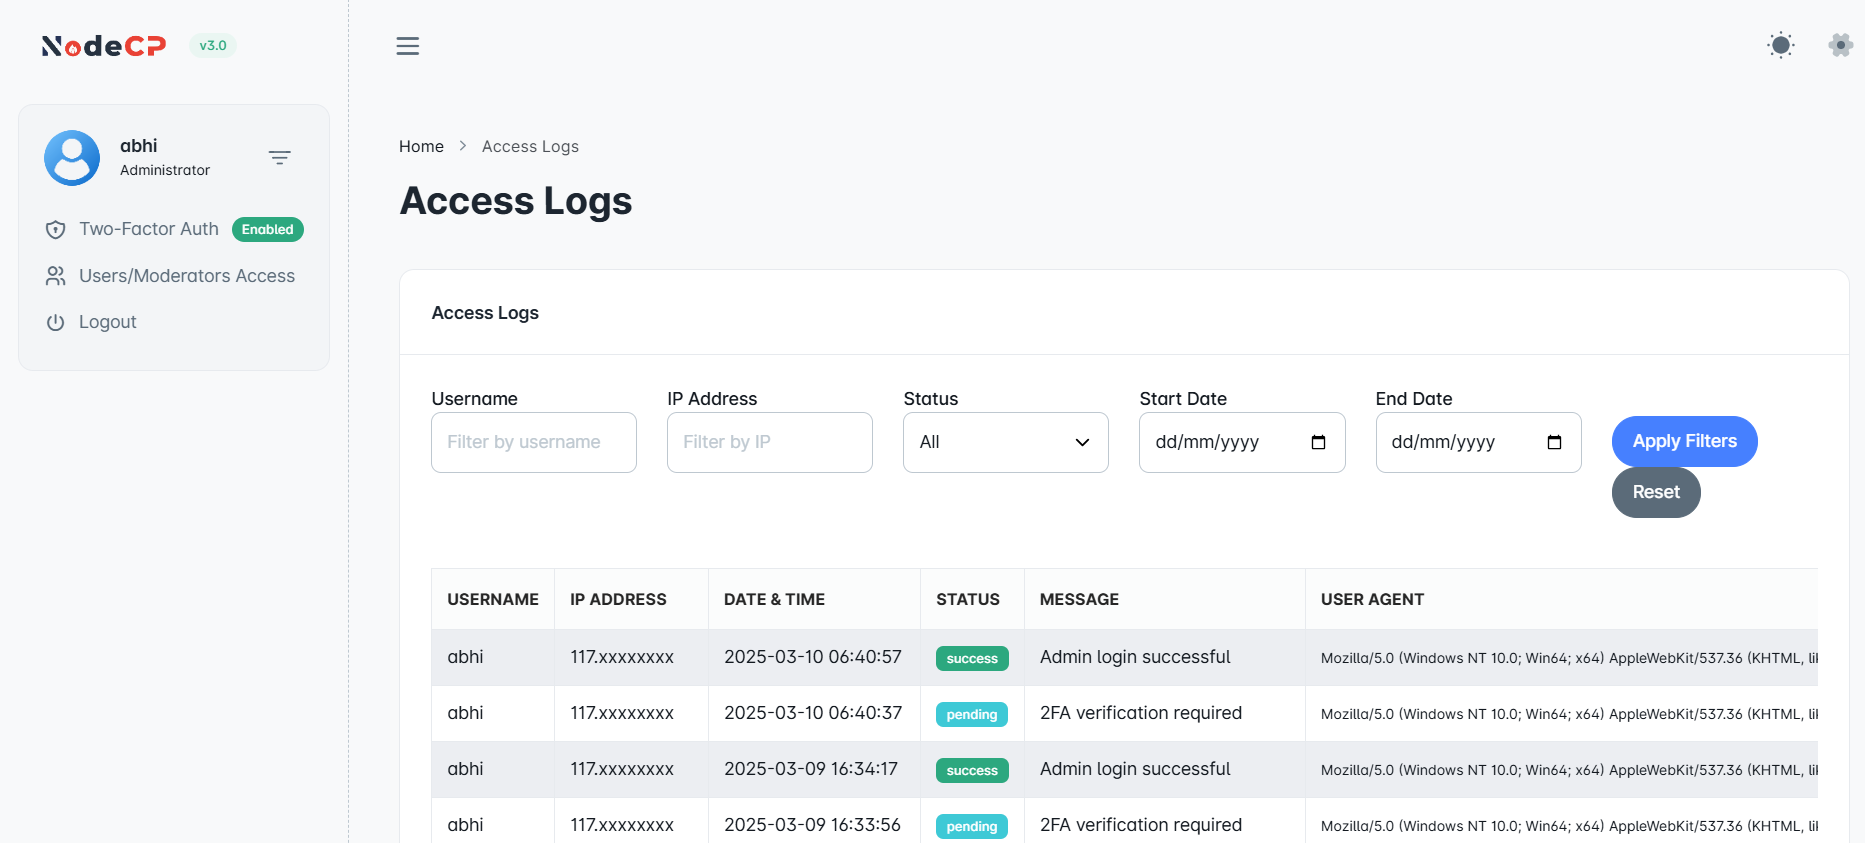 NodeCP v3.0
abhi
Administrator
Two-Factor Auth Enabled
Users/Moderators Access
Logout
Home > Access Logs
Access Logs
Access Logs
Username IP Address Status Start Date End Date
Filter by username Filter by IP All dd/mm/yyyy dd/mm/yyyy Apply Filters
Reset
USERNAME IP ADDRESS DATE & TIME STATUS MESSAGE USER AGENT
abhi 117.xxxxxxxx 2025-03-10 06:40:57 success Admin login successful Mozilla/5.0 (Windows NT 10.0; Win64; x64) AppleWebKit/537.36 (KHTML, lik
abhi 117.xxxxxxxx 2025-03-10 06:40:37 pending 2FA verification required Mozilla/5.0 (Windows NT 10.0; Win64; x64) AppleWebKit/537.36 (KHTML, lik
abhi 117.xxxxxxxx 2025-03-09 16:34:17 success Admin login successful Mozilla/5.0 (Windows NT 10.0; Win64; x64) AppleWebKit/537.36 (KHTML, lik
abhi 117.xxxxxxxx 2025-03-09 16:33:56 pending 2FA verification required Mozilla/5.0 (Windows NT 10.0; Win64; x64) AppleWebKit/537.36 (KHTML, lik